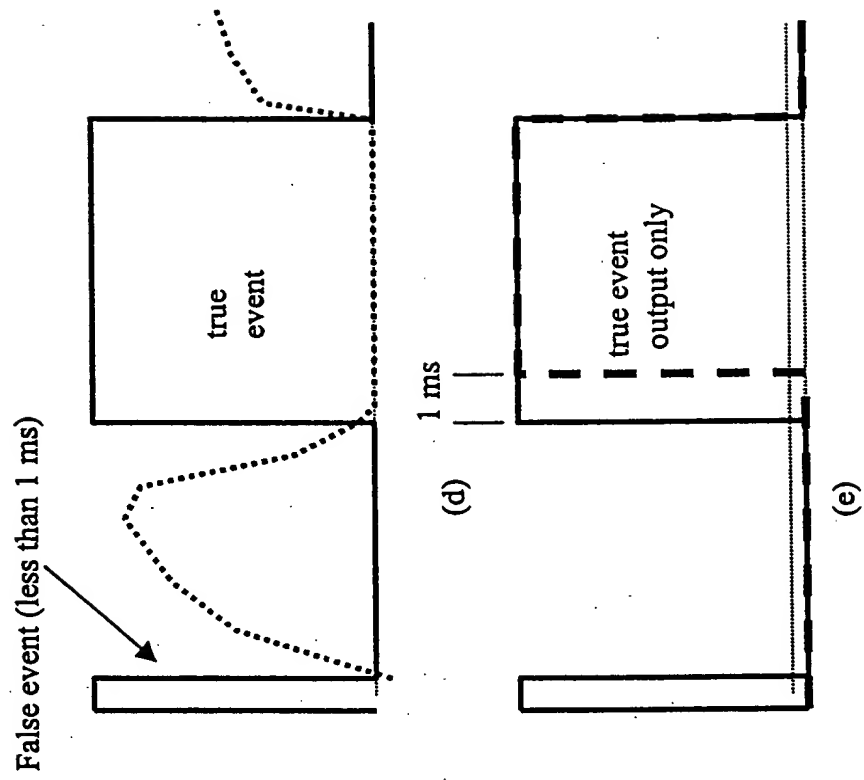 False event (less than 1 ms)
true
event
(d)
1 ms
true event
output only
(e)